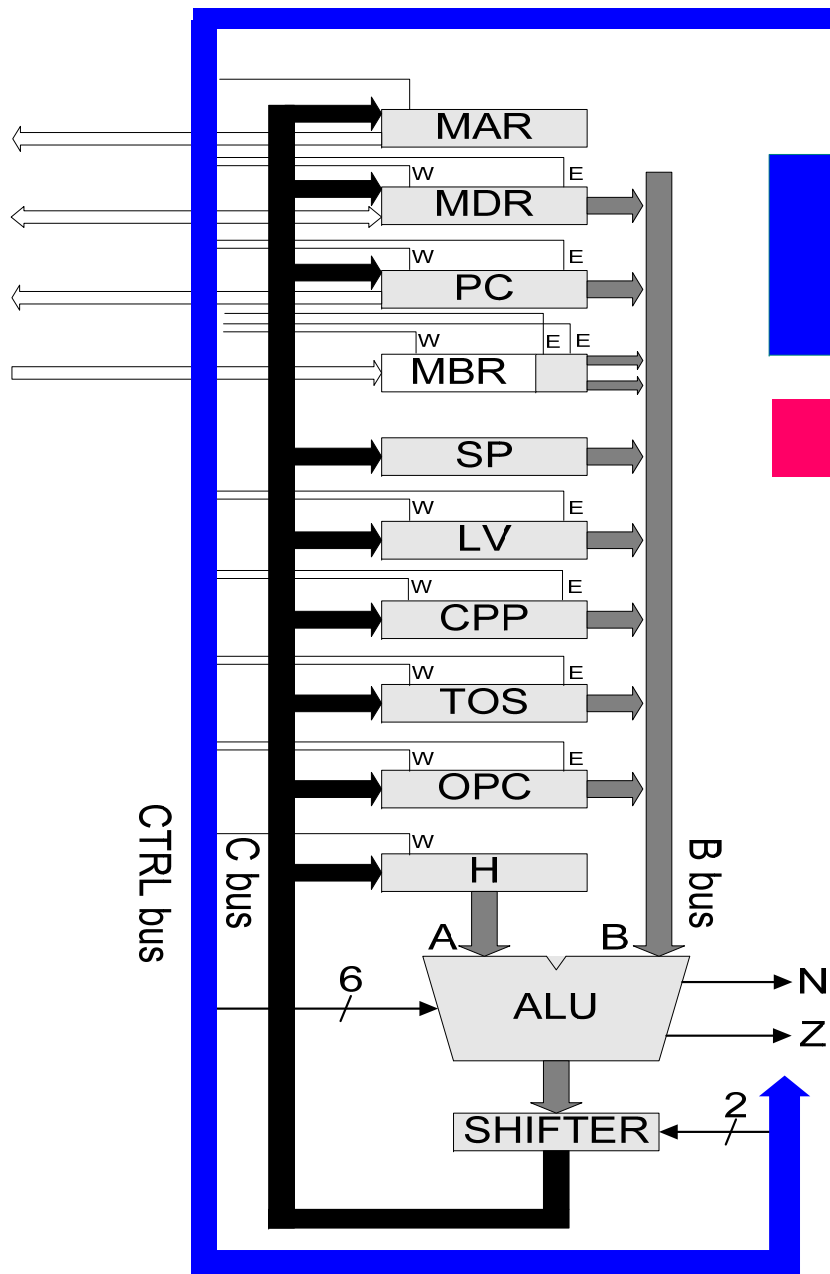 MAR
W E
MDR
W E
PC
W E E
MBR
SP
W E
LV
W E
CPP
W E
TOS
W E
OPC
W
H
CTRL bus
C bus
B bus
A B
6
ALU
N
Z
2
SHIFTER